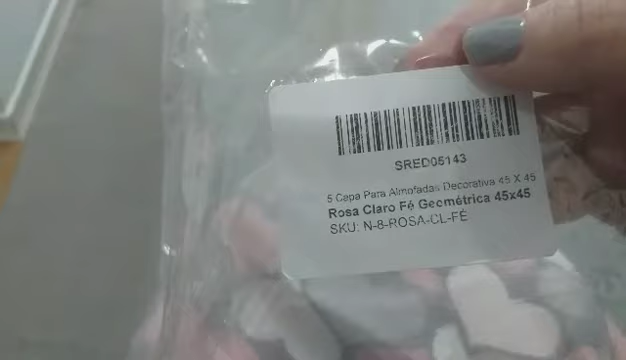 SRED05143
5 Capa Para Almofadas Decorativa 45 X 45
Rosa Claro Fé Geométrica 45x45
SKU: N-8-ROSA-CL-FÉ